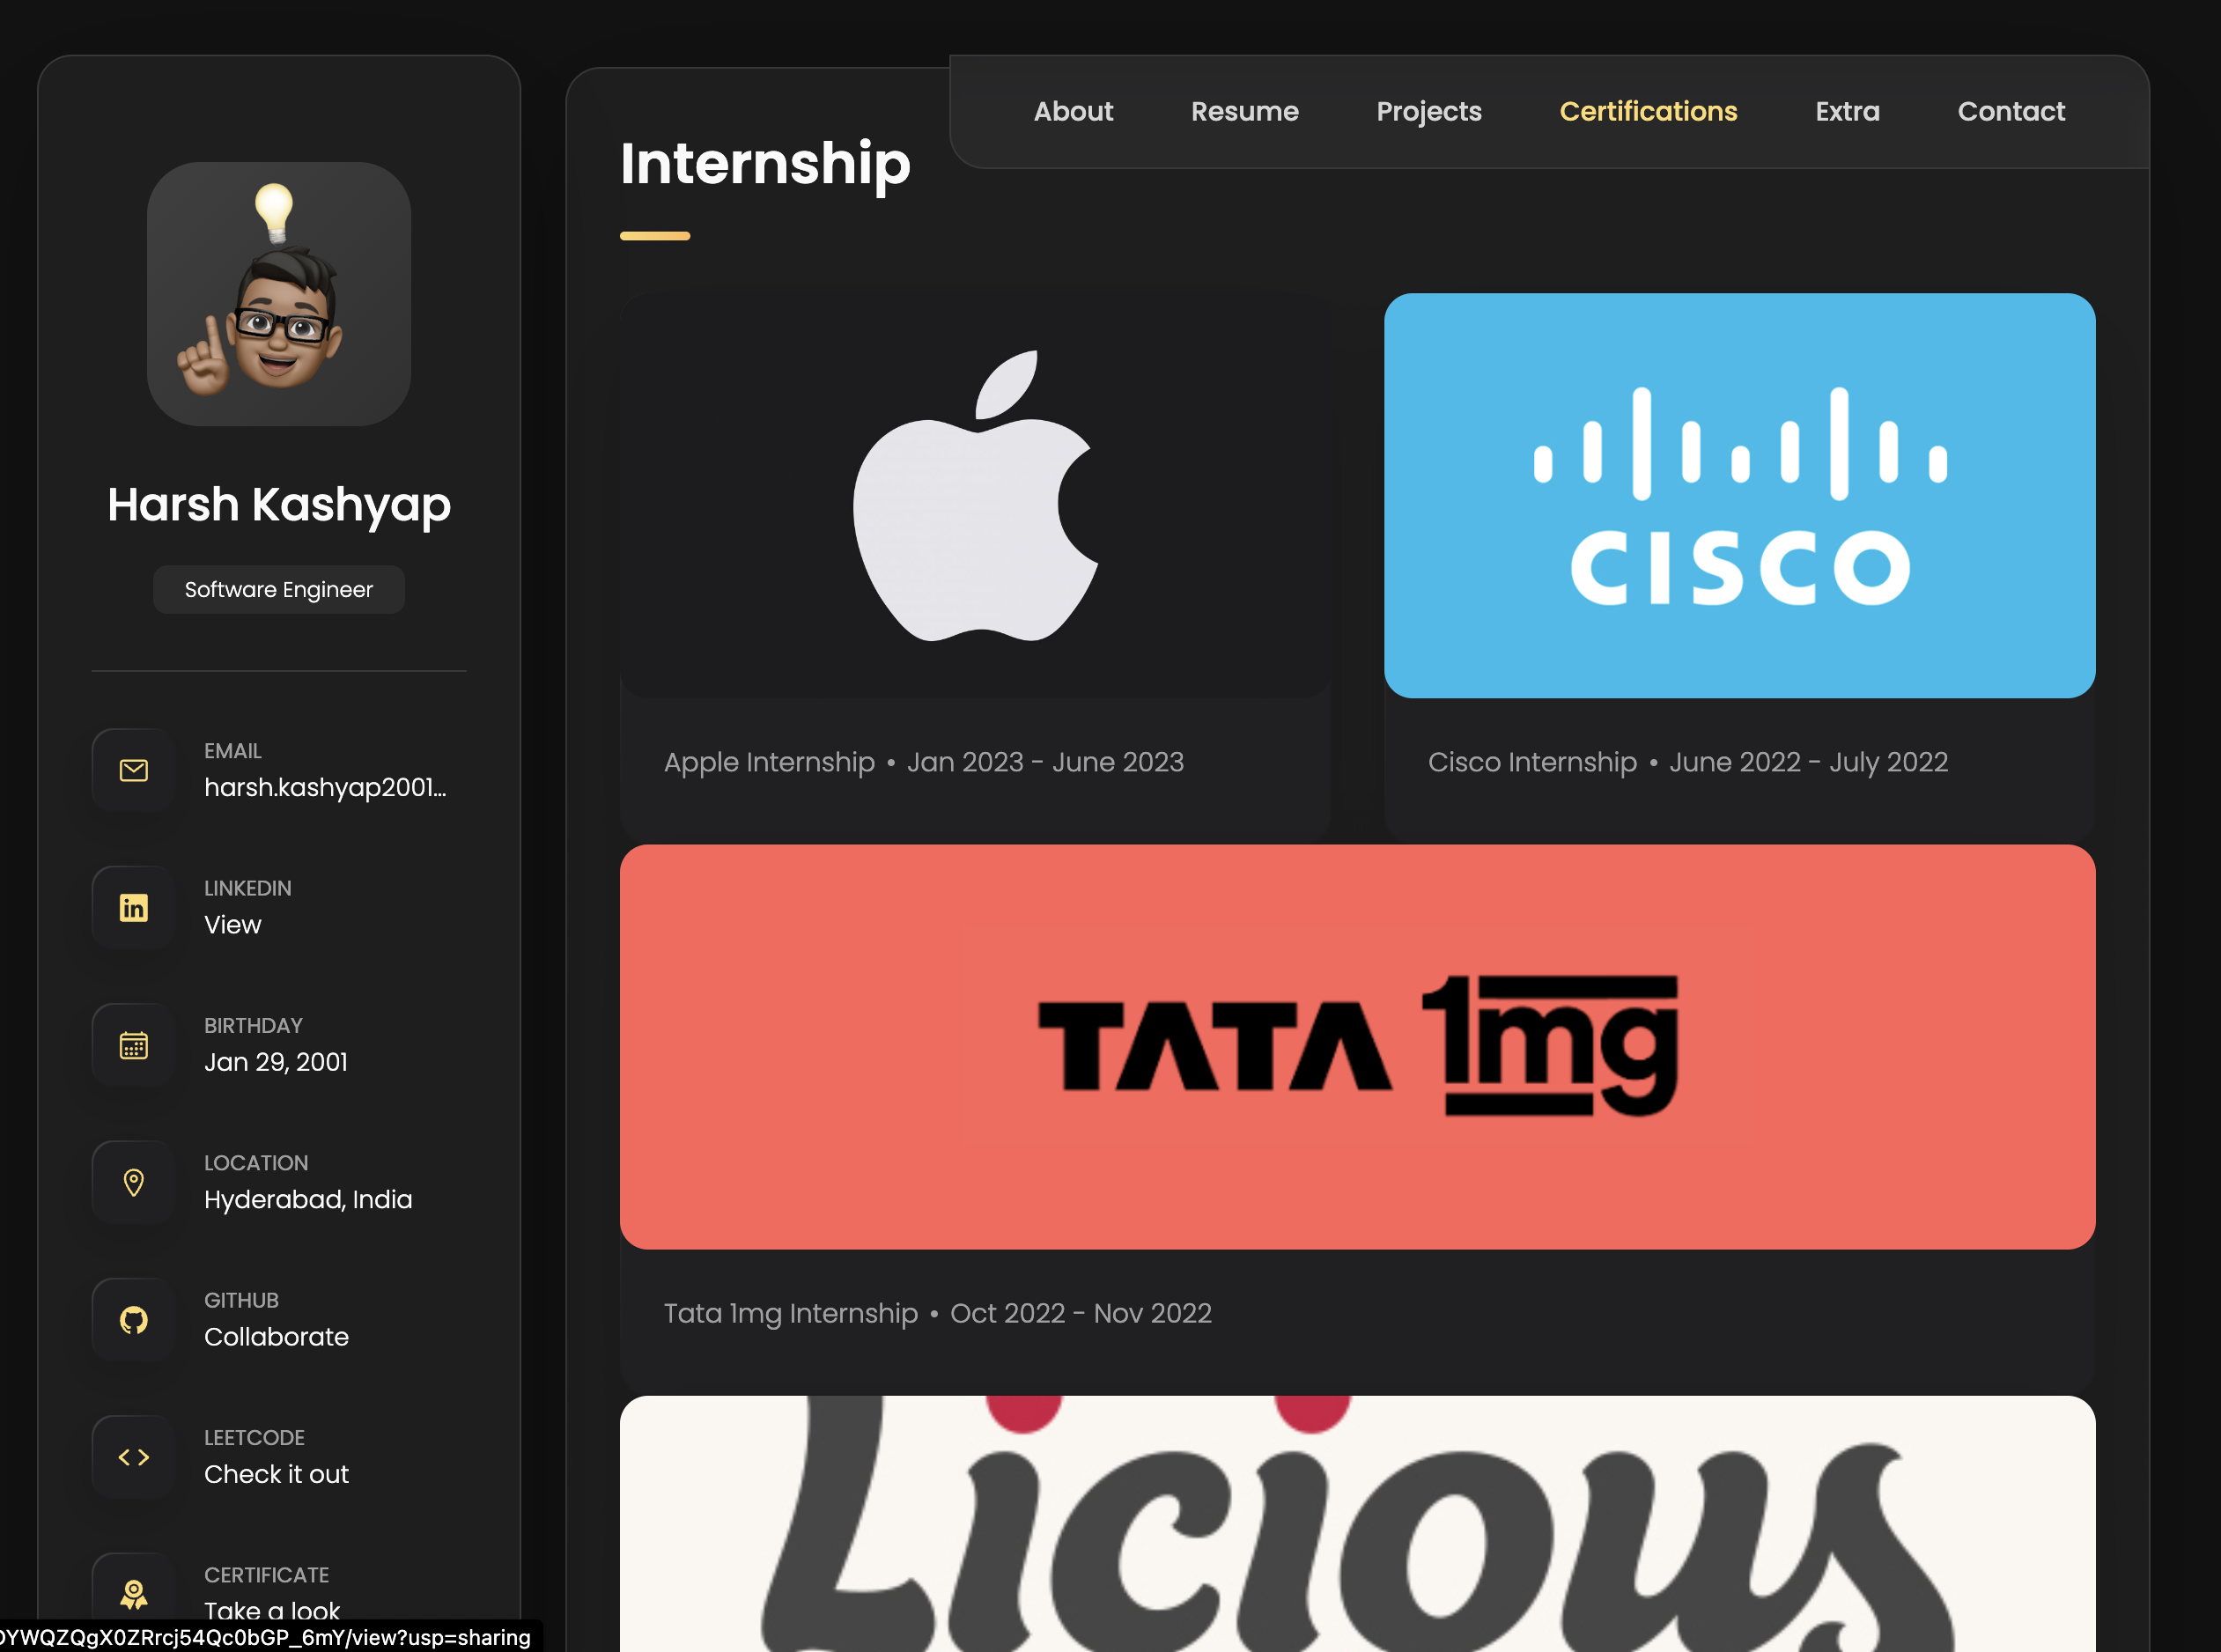 Harsh Kashyap
Software Engineer
EMAIL
harsh.kashyap2001...
LINKEDIN
View
BIRTHDAY
Jan 29, 2001
LOCATION
Hyderabad, India
GITHUB
Collaborate
LEETCODE
Check it out
CERTIFICATE
Take a look
DYWQZQgX0ZRrcj54Qc0bGP_6mY/view?usp=sharing
About Resume Projects Certifications Extra Contact
Internship
CISCO
Apple Internship • Jan 2023 - June 2023
Cisco Internship • June 2022 - July 2022
TATA 1mg
Tata 1mg Internship • Oct 2022 - Nov 2022
Licious